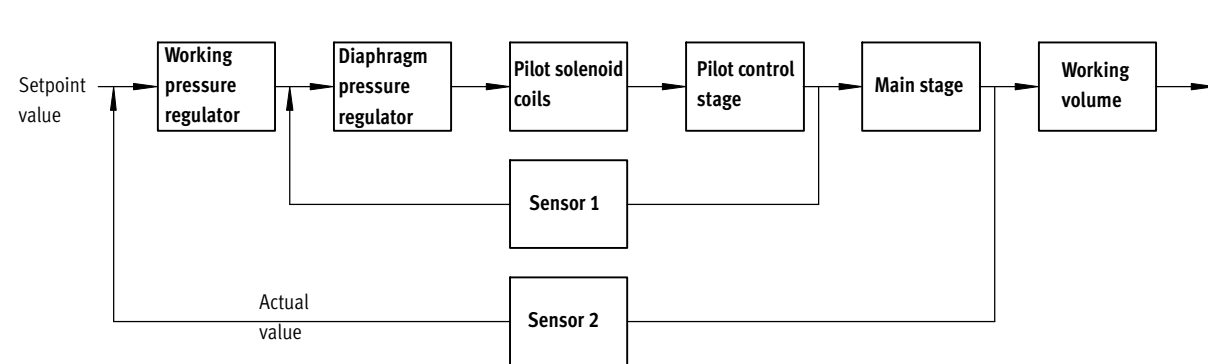 Setpoint
value
Working
pressure
regulator
Diaphragm
pressure
regulator
Pilot solenoid
coils
Pilot control
stage
Main stage
Working
volume
Sensor 1
Actual
value
Sensor 2